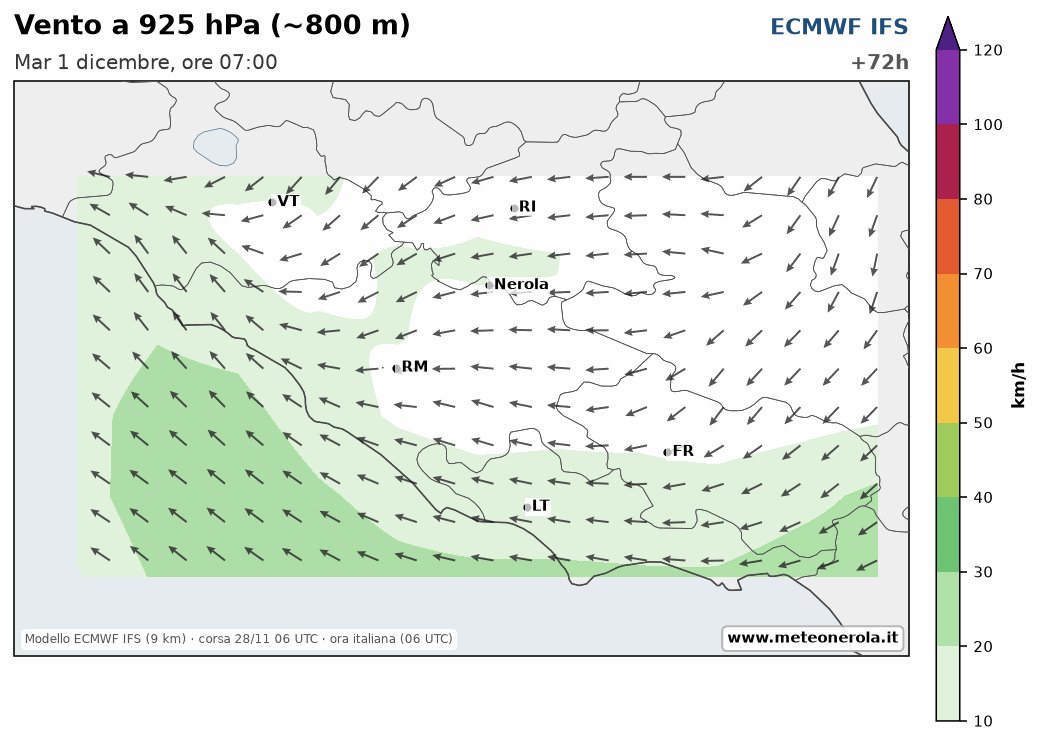 Vento a 925 hPa (~800 m)
ECMWF IFS
Mar 1 dicembre, ore 07:00
+72h
VT
RI
Nerola
RM
FR
LT
120
100
80
70
60
50
40
30
20
10
km/h
Modello ECMWF IFS (9 km) · corsa 28/11 06 UTC · ora italiana (06 UTC)
www.meteonerola.it